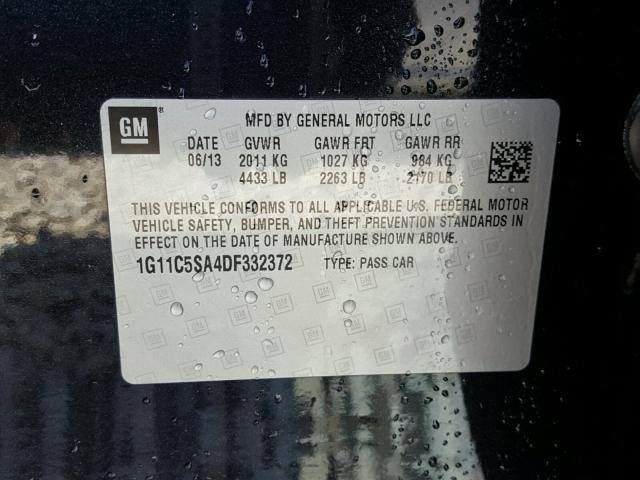 GM®
MFD BY GENERAL MOTORS LLC
DATE GVWR GAWR FRT GAWR RR
06/13 2011 KG 1027 KG 984 KG
4433 LB 2263 LB 2170 LB
THIS VEHICLE CONFORMS TO ALL APPLICABLE U.S. FEDERAL MOTOR
VEHICLE SAFETY, BUMPER, AND THEFT PREVENTION STANDARDS IN
EFFECT ON THE DATE OF MANUFACTURE SHOWN ABOVE.
1G11C5SA4DF332372 TYPE: PASS CAR